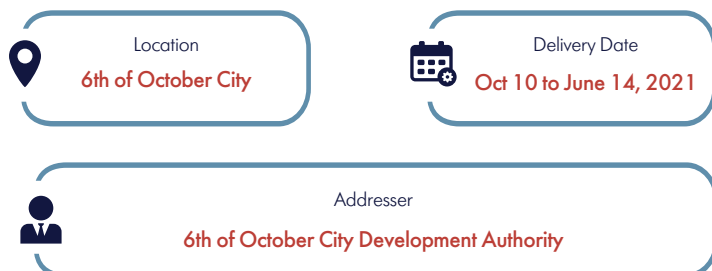 Location
6th of October City
Delivery Date
Oct 10 to June 14, 2021
Addresser
6th of October City Development Authority